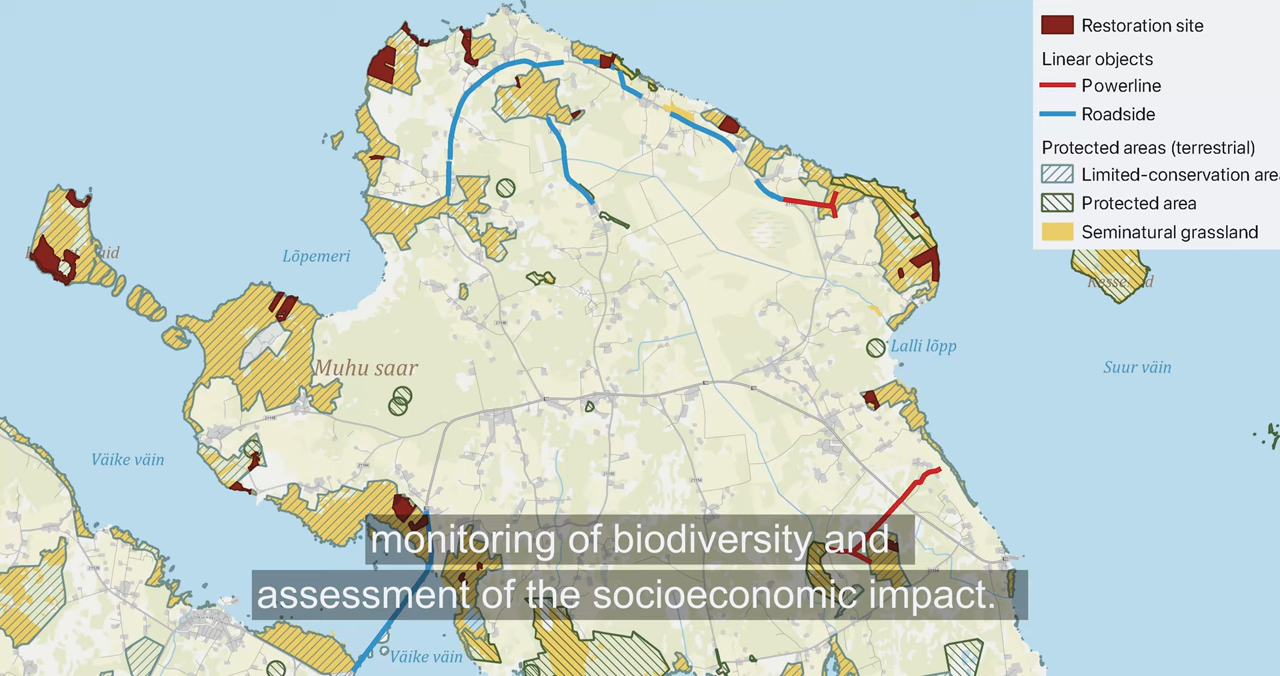 Restoration site
Linear objects
Powerline
Roadside
Protected areas (terrestrial)
Limited-conservation area
Protected area
Seminatural grassland
Lõpemeri
Muhu saar
Lalli lõpp
Suur väin
Väike väin
monitoring of biodiversity and
assessment of the socioeconomic impact.
Väike väin